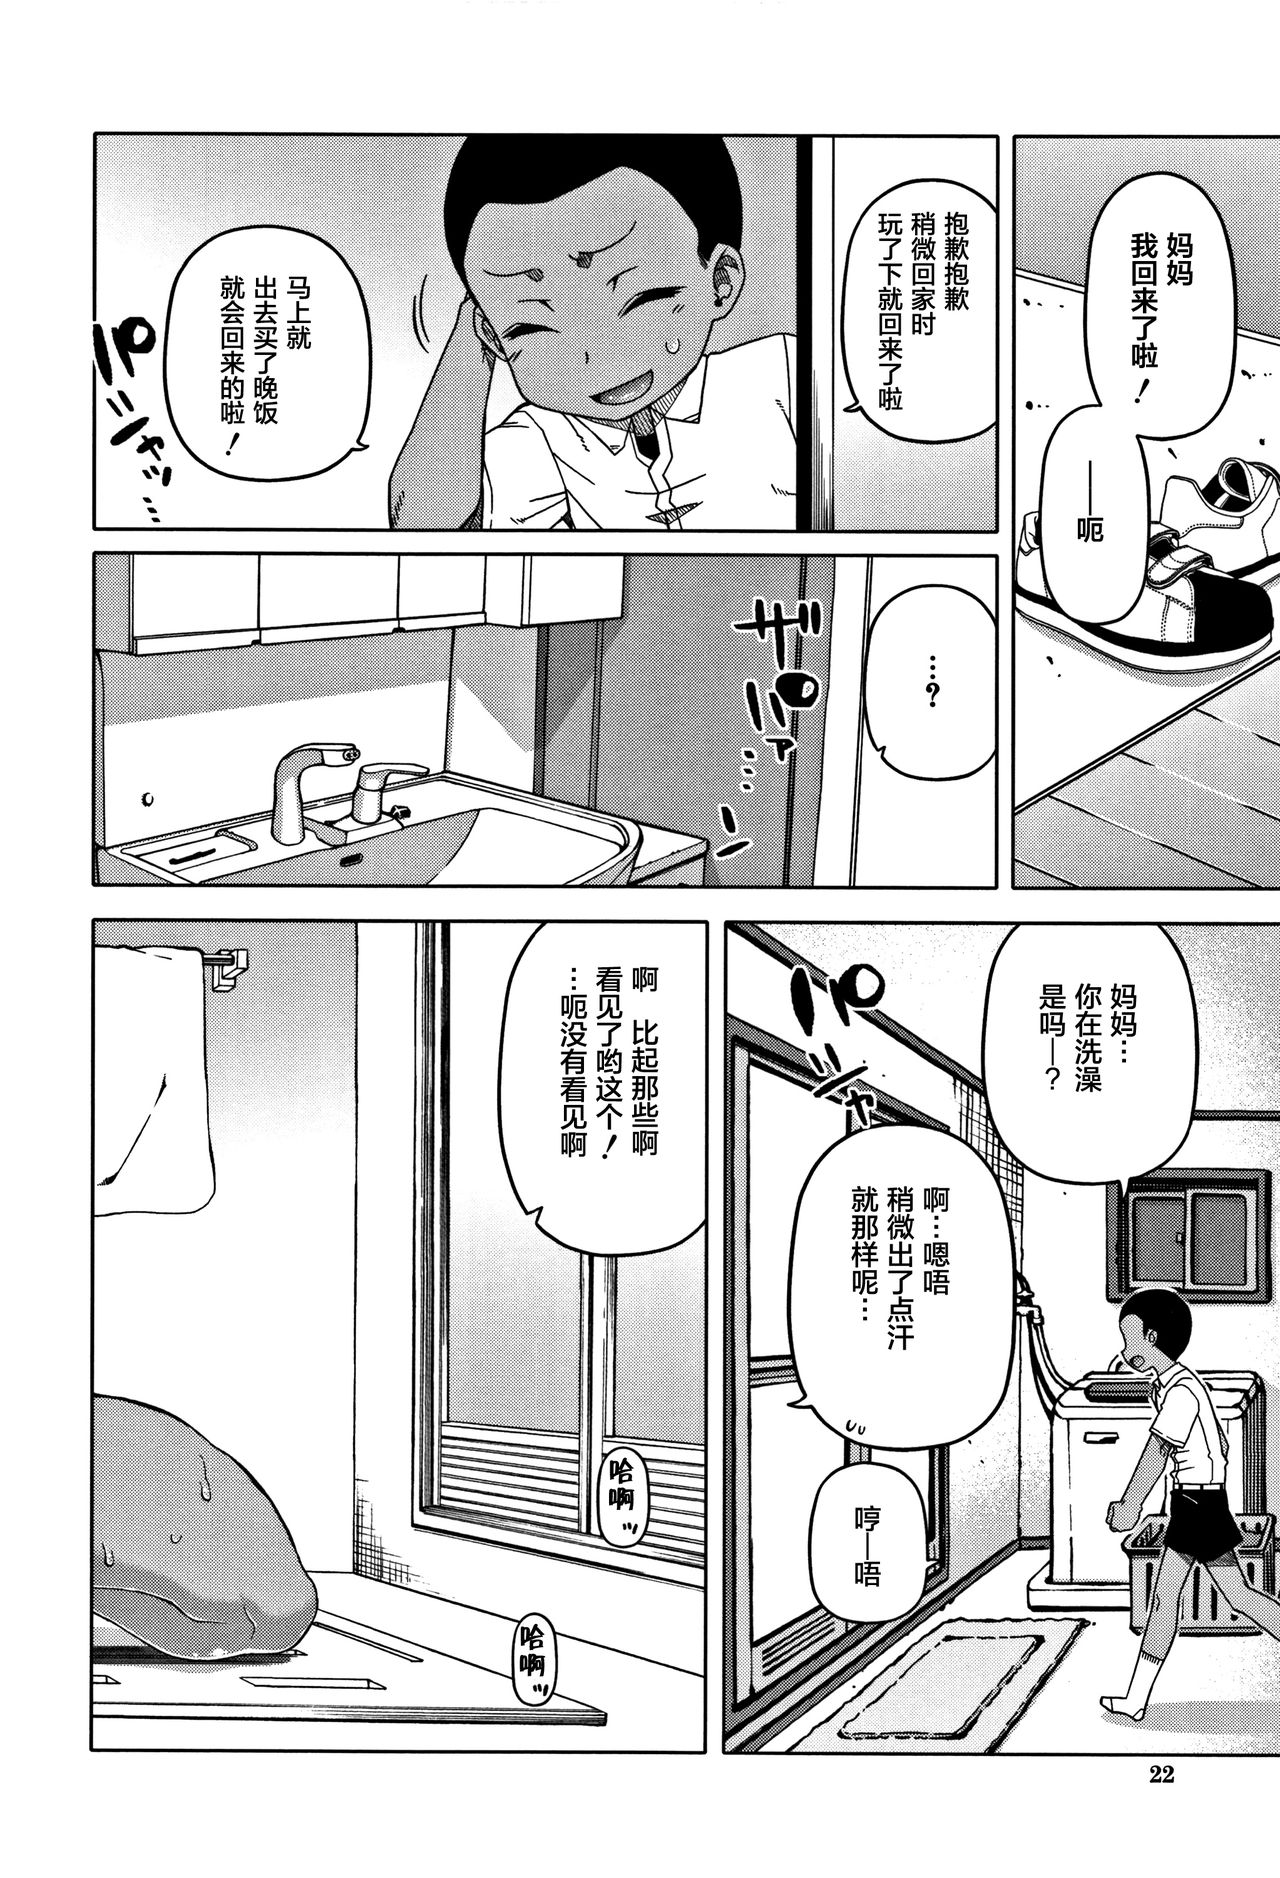 妈妈
我回来了啦！
——呃
抱歉抱歉
稍微回家时
玩了下就回来了啦
马上就
出去买了晚饭
就会回来的啦！
パシャッ
…？
ザパァ…
妈妈…
你在洗澡
是吗—？
パシャ
啊…嗯唔
稍微出了点汗
就那样呢…
哼—唔
啊 比起那些啊
看见了哟这个！
…呃没有看见啊
哈啊
哈啊
22